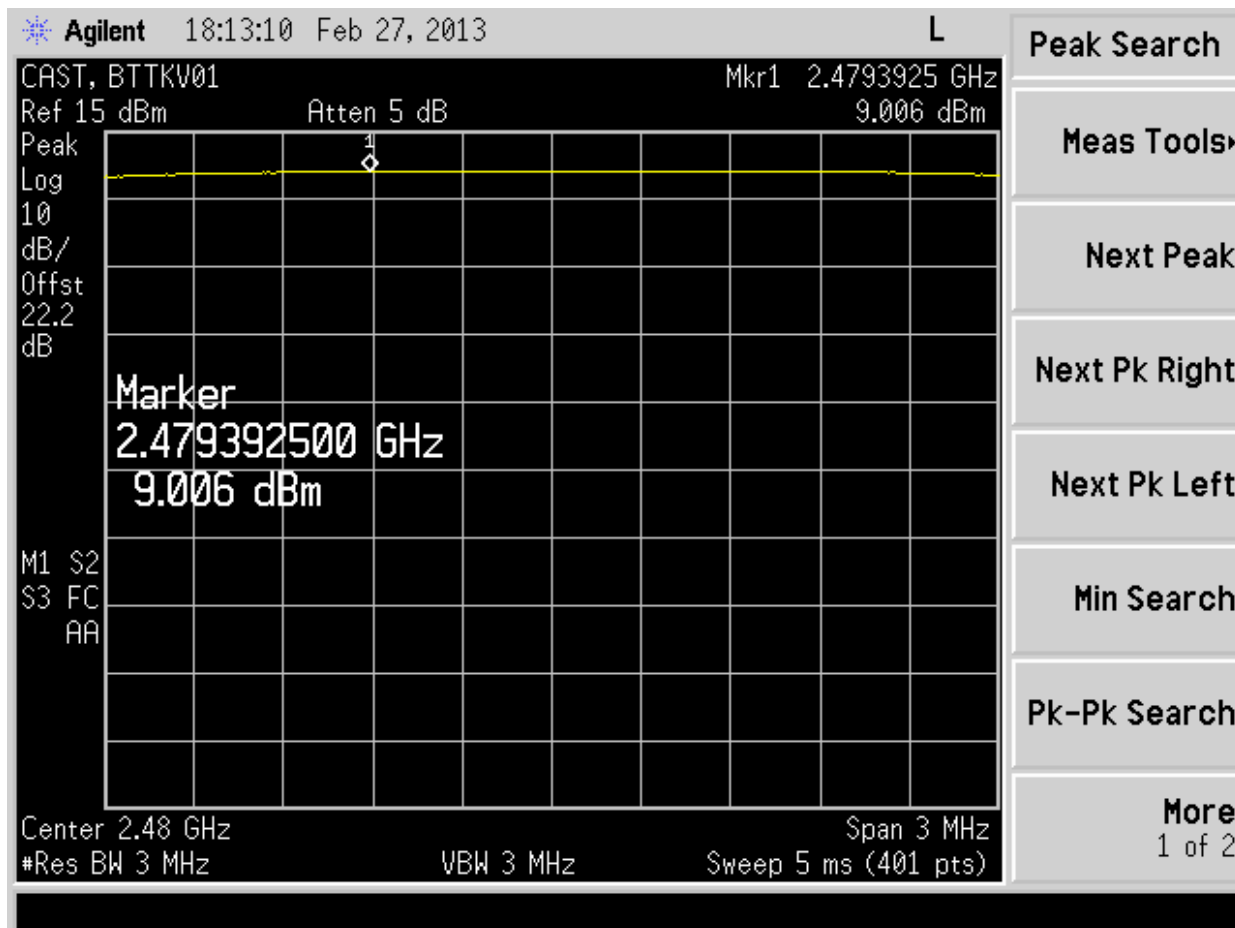 Agilent 18:13:10 Feb 27, 2013 L
CAST, BTTKV01 Mkr1 2.4793925 GHz
Ref 15 dBm Atten 5 dB 9.006 dBm
Peak
Log
10
dB/
Offst
22.2
dB
1
Marker
2.479392500 GHz
9.006 dBm
M1 S2
S3 FC
AA
Center 2.48 GHz Span 3 MHz
#Res BW 3 MHz VBW 3 MHz Sweep 5 ms (401 pts)
Peak Search
Meas Tools
Next Peak
Next Pk Right
Next Pk Left
Min Search
Pk-Pk Search
More
1 of 2